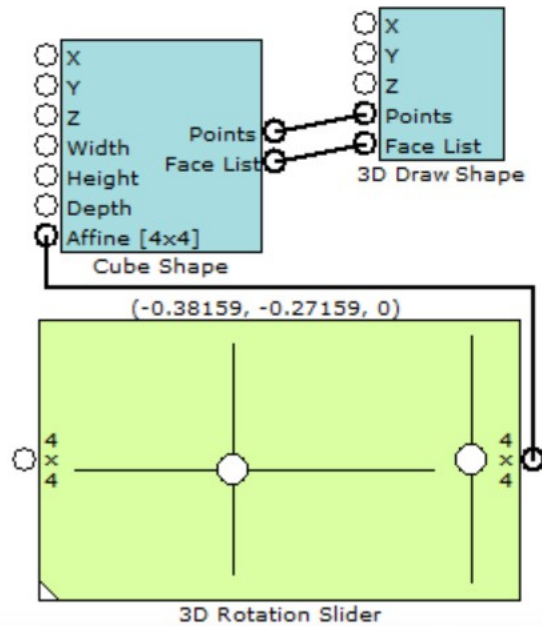 X
Y
Z
Width
Height
Depth
Affine [4x4]
Points
Face List
Cube Shape
X
Y
Z
Points
Face List
3D Draw Shape
(-0.38159, -0.27159, 0)
4
x
4
4
x
4
3D Rotation Slider